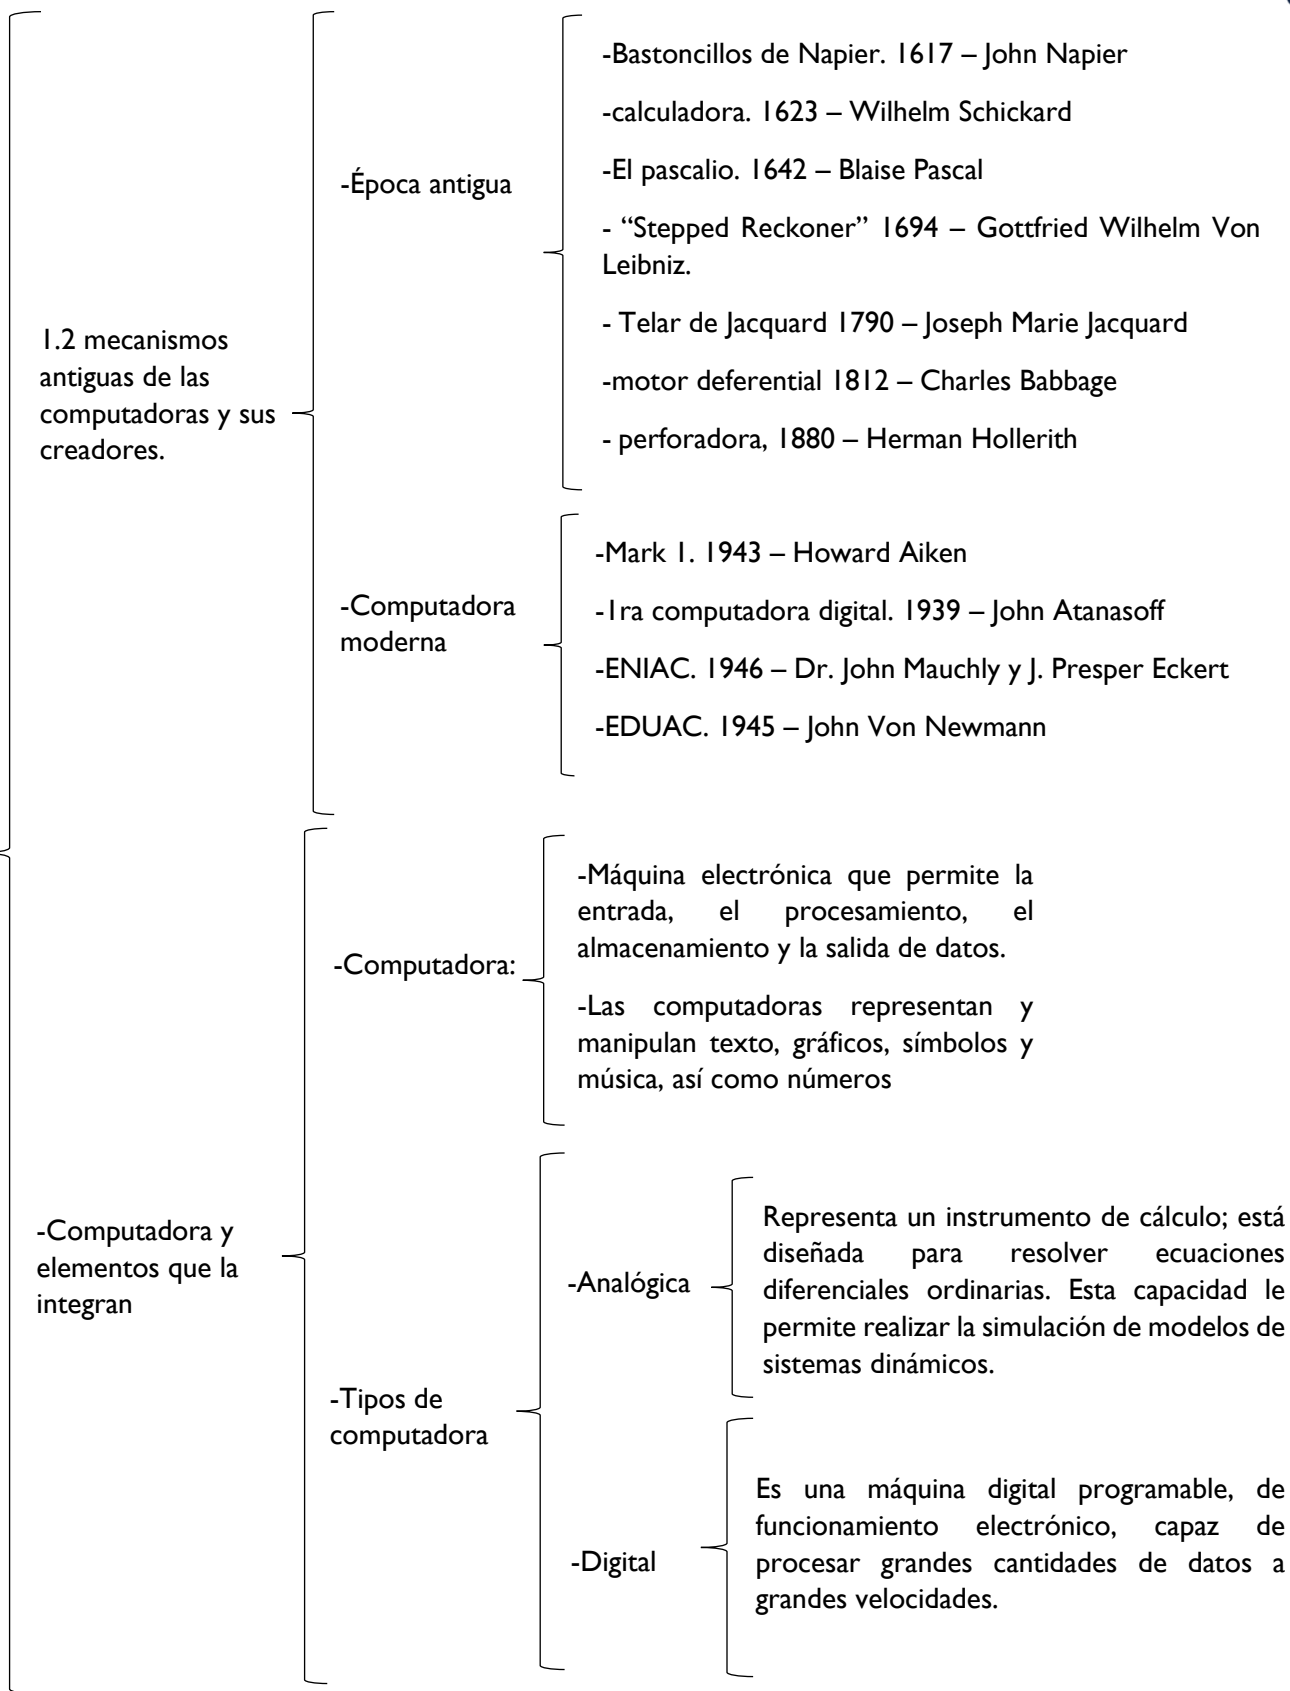 1.2 mecanismos
antiguas de las
computadoras y sus
creadores.
-Época antigua
-Bastoncillos de Napier. 1617 – John Napier
-calculadora. 1623 – Wilhelm Schickard
-El pascalio. 1642 – Blaise Pascal
- “Stepped Reckoner” 1694 – Gottfried Wilhelm Von
Leibniz.
- Telar de Jacquard 1790 – Joseph Marie Jacquard
-motor deferential 1812 – Charles Babbage
- perforadora, 1880 – Herman Hollerith
-Computadora
moderna
-Mark 1. 1943 – Howard Aiken
-1ra computadora digital. 1939 – John Atanasoff
-ENIAC. 1946 – Dr. John Mauchly y J. Presper Eckert
-EDUAC. 1945 – John Von Newmann
-Computadora y
elementos que la
integran
-Computadora:
-Máquina electrónica que permite la
entrada, el procesamiento, el
almacenamiento y la salida de datos.
-Las computadoras representan y
manipulan texto, gráficos, símbolos y
música, así como números
-Tipos de
computadora
-Analógica
Representa un instrumento de cálculo; está
diseñada para resolver ecuaciones
diferenciales ordinarias. Esta capacidad le
permite realizar la simulación de modelos de
sistemas dinámicos.
-Digital
Es una máquina digital programable, de
funcionamiento electrónico, capaz de
procesar grandes cantidades de datos a
grandes velocidades.